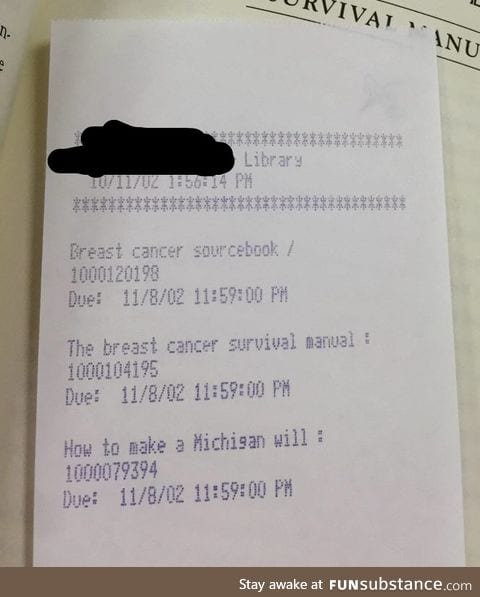 SURVIVAL MANU
***************************
Library
10/11/02 1:56:14 PM
****************************************
Breast cancer sourcebook /
1000120198
Due: 11/8/02 11:59:00 PM
The breast cancer survival manual :
1000104195
Due: 11/8/02 11:59:00 PM
How to make a Michigan will :
1000079394
Due: 11/8/02 11:59:00 PM
Stay awake at FUNsubstance.com